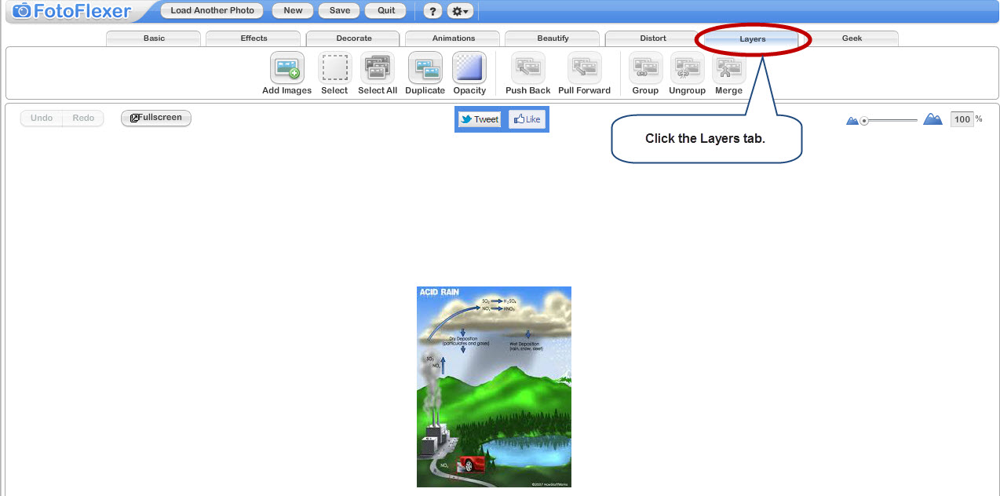 FotoFlexer
Load Another Photo New Save Quit ?
Basic Effects Decorate Animations Beautify Distort Layers Geek
Add Images Select Select All Duplicate Opacity Push Back Pull Forward Group Ungroup Merge
Undo Redo Fullscreen Tweet Like 100 %
Click the Layers tab.
ACID RAIN
SO₂ H₂SO₄
NOₓ HNO₃
Dry Deposition
(particulates and gases)
Wet Deposition
(rain, snow, sleet)
SO₂
NOₓ
NOₓ
©2007 HowStuffWorks